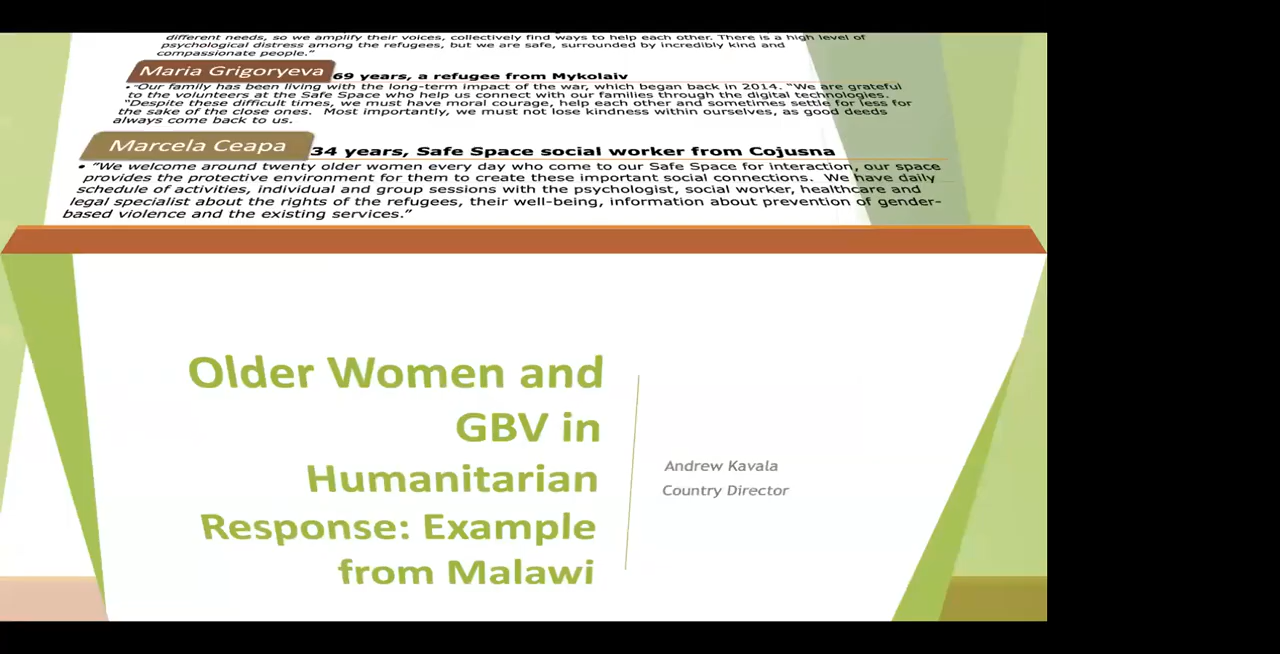 different needs, so we amplify their voices, collectively find ways to help each other. There is a high level of
psychological distress among the refugees, but we are safe, surrounded by incredibly kind and
compassionate people.”
Maria Grigoryeva 69 years, a refugee from Mykolaiv
• “Our family has been living with the long-term impact of the war, which began back in 2014. “We are grateful
to the volunteers at the Safe Space who help us connect with our families through the digital technologies.
“Despite these difficult times, we must have moral courage, help each other and sometimes settle for less for
the sake of the close ones. Most importantly, we must not lose kindness within ourselves, as good deeds
always come back to us.
Marcela Ceapa 34 years, Safe Space social worker from Cojusna
• “We welcome around twenty older women every day who come to our Safe Space for interaction, our space
provides the protective environment for them to create these important social connections. We have daily
schedule of activities, individual and group sessions with the psychologist, social worker, healthcare and
legal specialist about the rights of the refugees, their well-being, information about prevention of gender-
based violence and the existing services.”
Older Women and
GBV in
Humanitarian
Response: Example
from Malawi
Andrew Kavala
Country Director